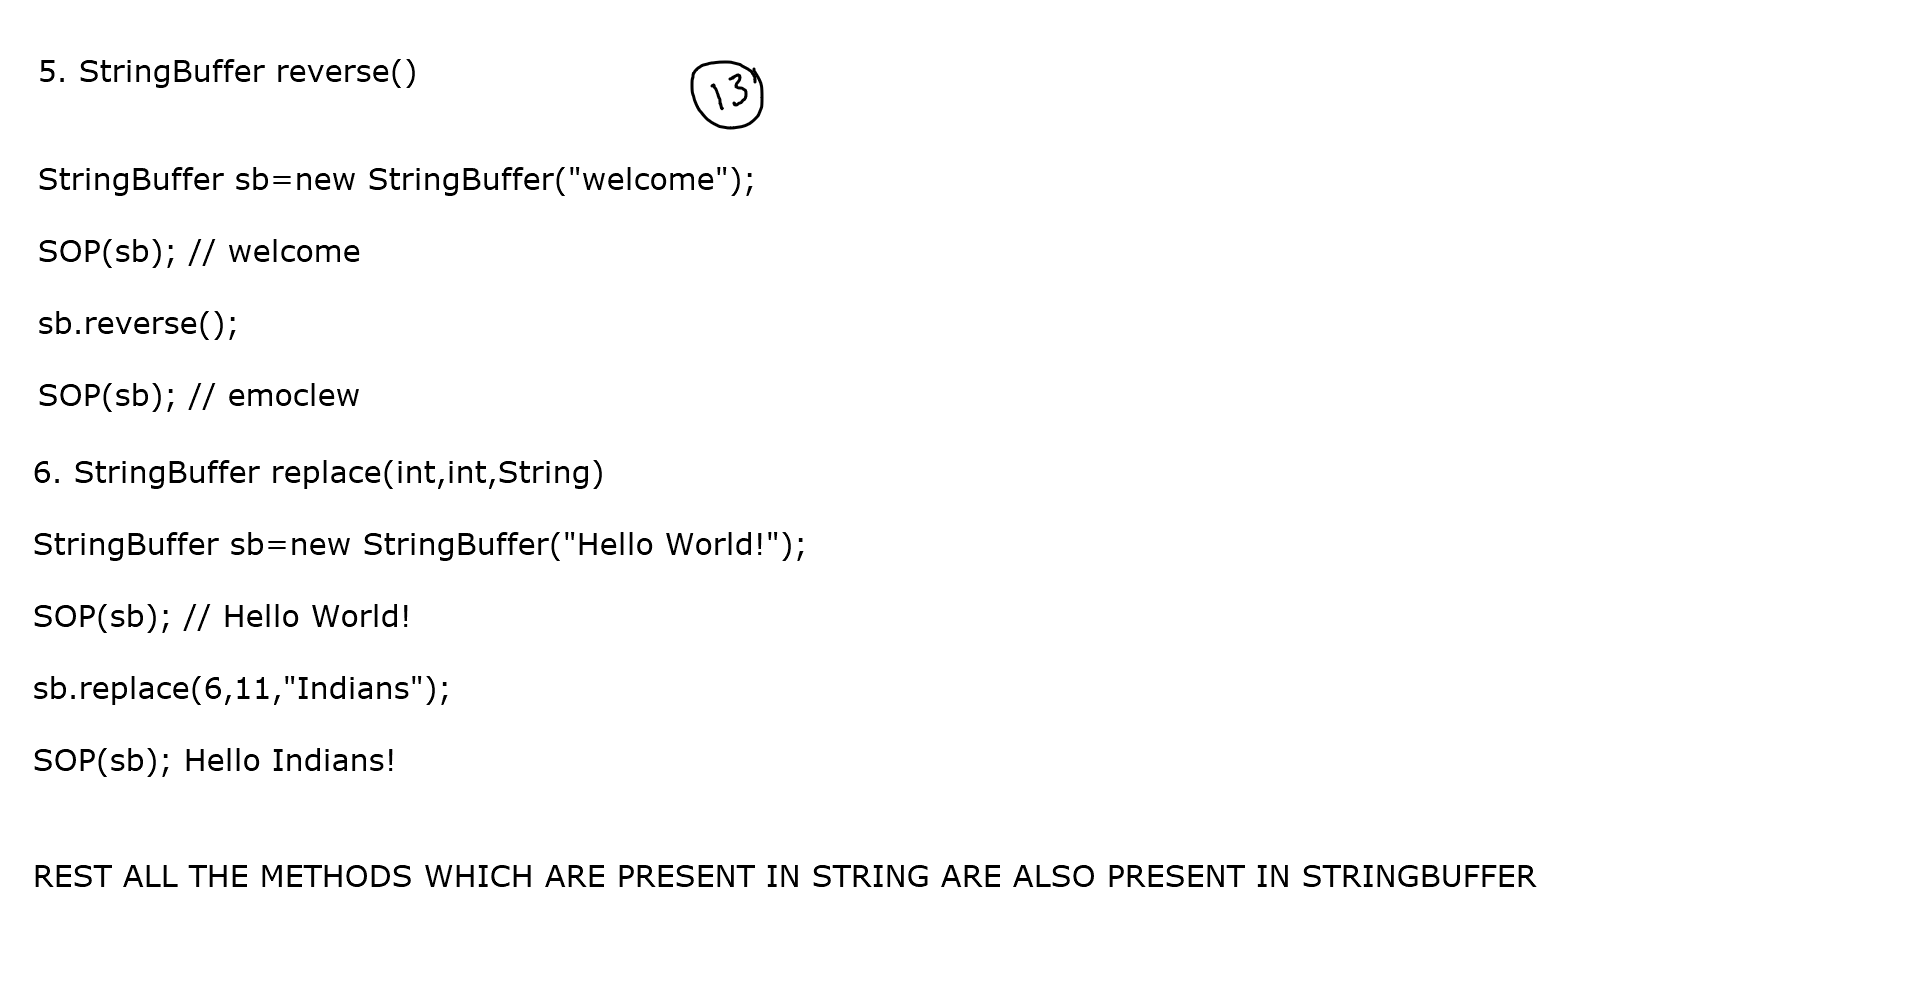 5. StringBuffer reverse()
13
StringBuffer sb=new StringBuffer("welcome");
SOP(sb); // welcome
sb.reverse();
SOP(sb); // emoclew
6. StringBuffer replace(int,int,String)
StringBuffer sb=new StringBuffer("Hello World!");
SOP(sb); // Hello World!
sb.replace(6,11,"Indians");
SOP(sb); Hello Indians!
REST ALL THE METHODS WHICH ARE PRESENT IN STRING ARE ALSO PRESENT IN STRINGBUFFER